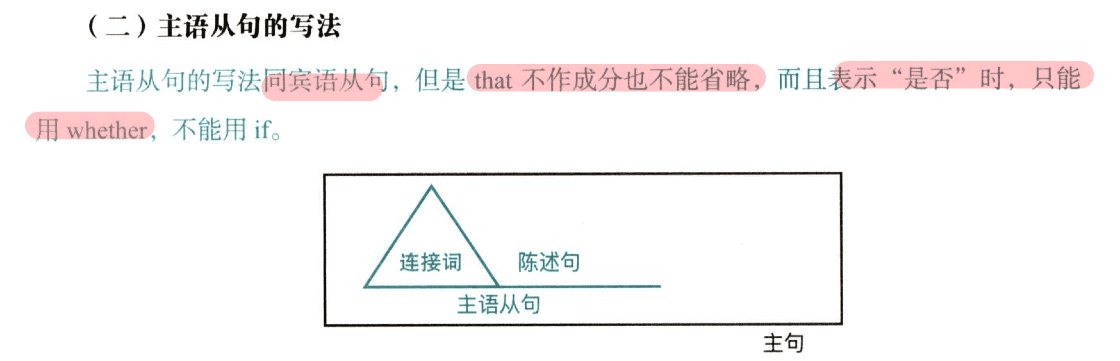 （二）主语从句的写法
主语从句的写法同宾语从句，但是 that 不作成分也不能省略，而且表示“是否”时，只能
用 whether，不能用 if。
连接词 陈述句
主语从句
主句